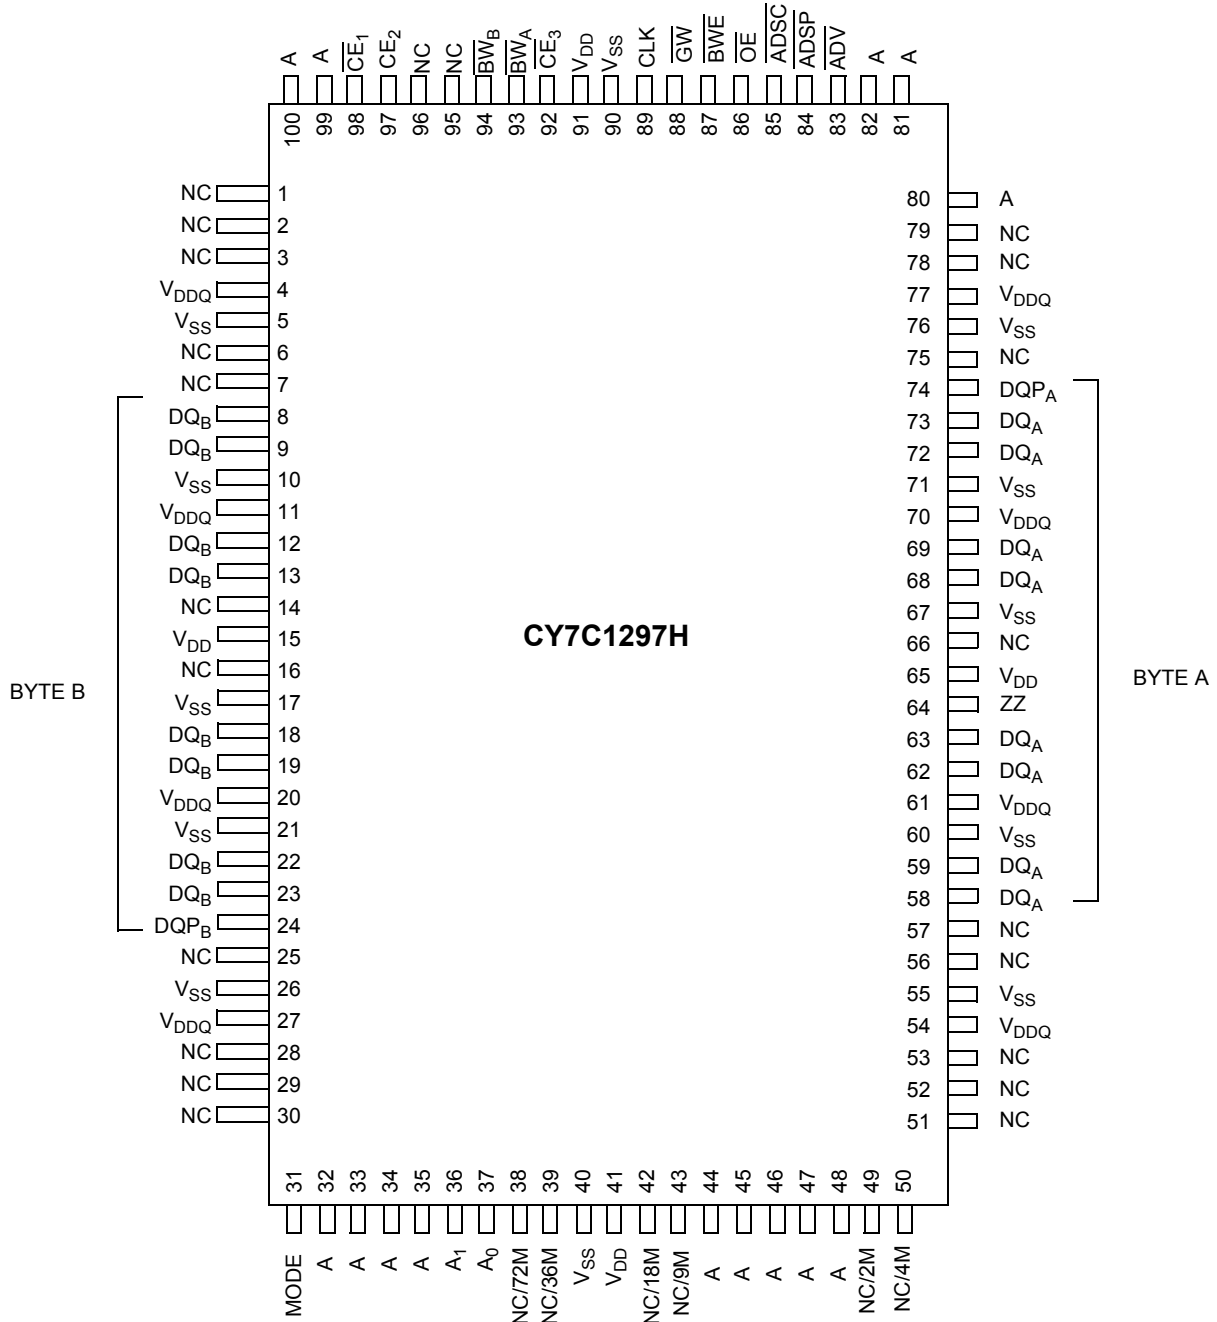 A A CE1 CE2 NC NC BWB BWA CE3 VDD VSS CLK GW BWE OE ADSC ADSP ADV A A
100 99 98 97 96 95 94 93 92 91 90 89 88 87 86 85 84 83 82 81
NC 1
NC 2
NC 3
VDDQ 4
VSS 5
NC 6
NC 7
DQB 8
DQB 9
VSS 10
VDDQ 11
DQB 12
DQB 13
NC 14
VDD 15
NC 16
VSS 17
DQB 18
DQB 19
VDDQ 20
VSS 21
DQB 22
DQB 23
DQPB 24
NC 25
VSS 26
VDDQ 27
NC 28
NC 29
NC 30
BYTE B
CY7C1297H
80 A
79 NC
78 NC
77 VDDQ
76 VSS
75 NC
74 DQPA
73 DQA
72 DQA
71 VSS
70 VDDQ
69 DQA
68 DQA
67 VSS
66 NC
65 VDD
64 ZZ
63 DQA
62 DQA
61 VDDQ
60 VSS
59 DQA
58 DQA
57 NC
56 NC
55 VSS
54 VDDQ
53 NC
52 NC
51 NC
BYTE A
31 32 33 34 35 36 37 38 39 40 41 42 43 44 45 46 47 48 49 50
MODE A A A A A1 A0 NC/72M NC/36M VSS VDD NC/18M NC/9M A A A A A NC/2M NC/4M